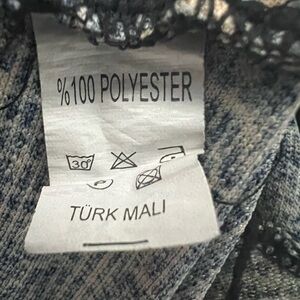 %100 POLYESTER
30°
TÜRK MALI